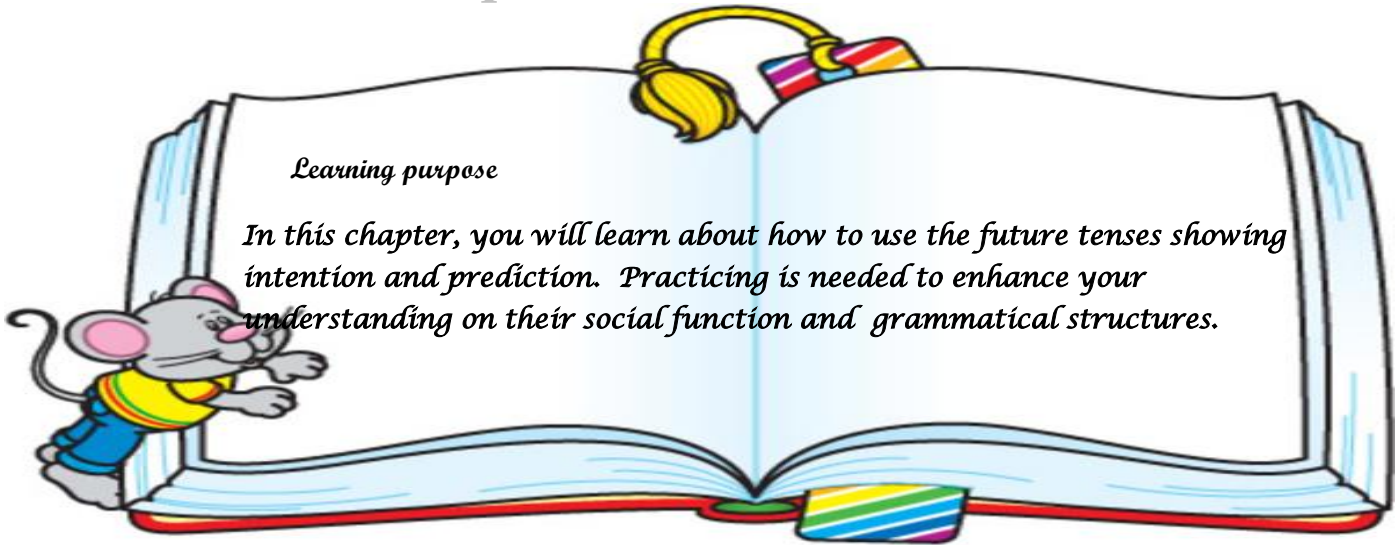 Learning purpose
In this chapter, you will learn about how to use the future tenses showing
intention and prediction. Practicing is needed to enhance your
understanding on their social function and grammatical structures.